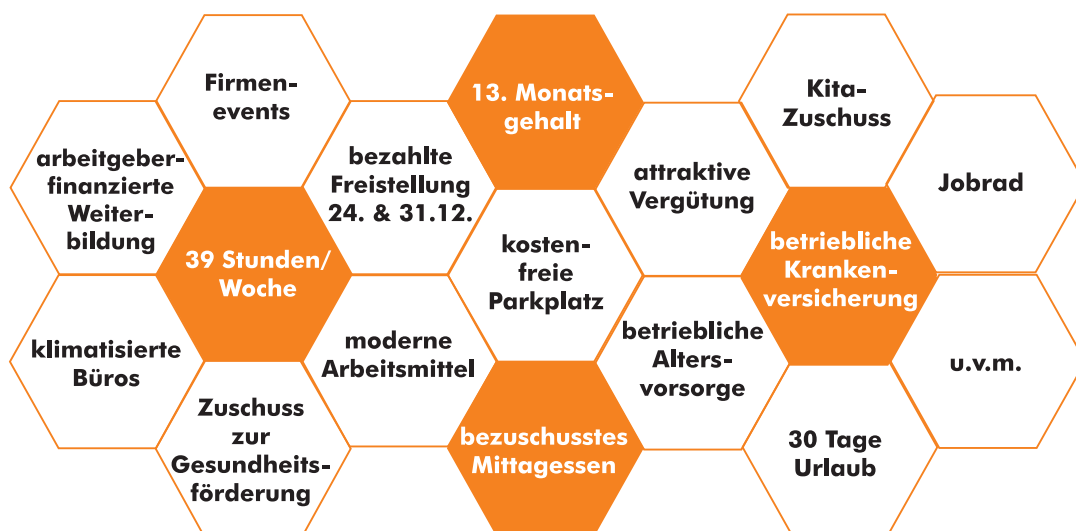 Firmen-
events
13. Monats-
gehalt
Kita-
Zuschuss
arbeitgeber-
finanzierte
Weiter-
bildung
bezahlte
Freistellung
24. & 31.12.
attraktive
Vergütung
Jobrad
39 Stunden/
Woche
kosten-
freie
Parkplatz
betriebliche
Kranken-
versicherung
klimatisierte
Büros
moderne
Arbeitsmittel
betriebliche
Alters-
vorsorge
u.v.m.
Zuschuss
zur
Gesundheits-
förderung
bezuschusstes
Mittagessen
30 Tage
Urlaub